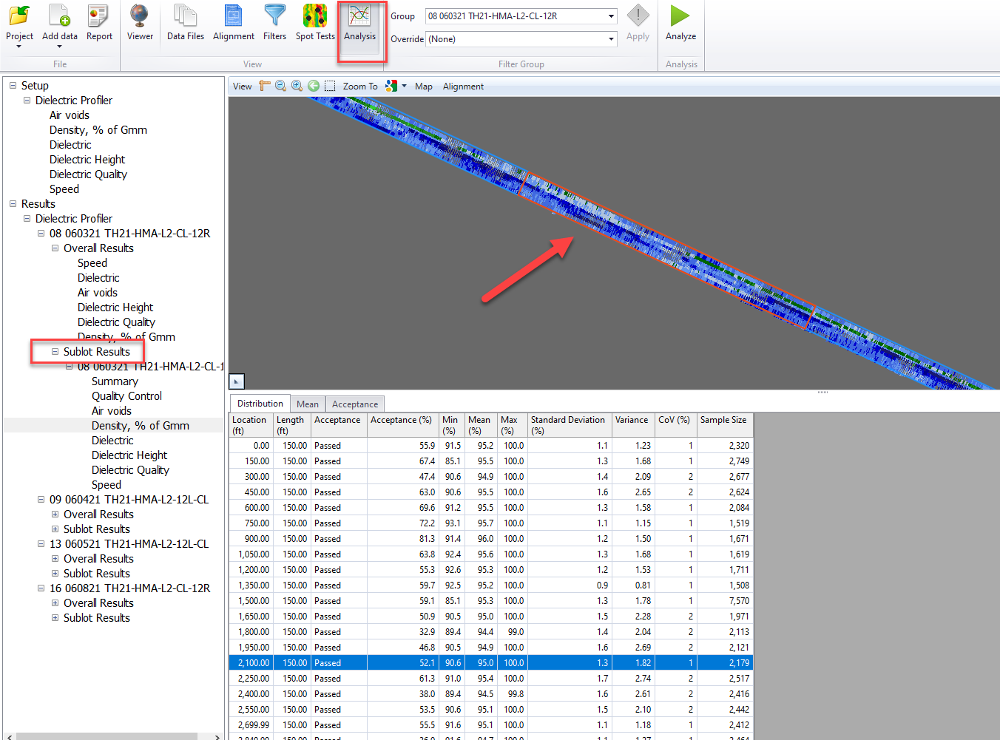 Project Add data Report Viewer Data Files Alignment Filters Spot Tests Analysis
Group 08 060321 TH21-HMA-L2-CL-12R
Override (None)
Apply Analyze
File View Filter Group Analysis
Setup
Dielectric Profiler
Air voids
Density, % of Gmm
Dielectric
Dielectric Height
Dielectric Quality
Speed
Results
Dielectric Profiler
08 060321 TH21-HMA-L2-CL-12R
Overall Results
Speed
Dielectric
Air voids
Dielectric Height
Dielectric Quality
Density, % of Gmm
Sublot Results
08 060321 TH21-HMA-L2-CL-1
Summary
Quality Control
Air voids
Density, % of Gmm
Dielectric
Dielectric Height
Dielectric Quality
Speed
09 060421 TH21-HMA-L2-12L-CL
Overall Results
Sublot Results
13 060521 TH21-HMA-L2-12L-CL
Overall Results
Sublot Results
16 060821 TH21-HMA-L2-CL-12R
Overall Results
Sublot Results
View Zoom To Map Alignment
Distribution Mean Acceptance
Location (ft) Length (ft) Acceptance Acceptance (%) Min (%) Mean (%) Max (%) Standard Deviation (%) Variance CoV (%) Sample Size
0.00 150.00 Passed 55.9 91.5 95.2 100.0 1.1 1.23 1 2,320
150.00 150.00 Passed 67.4 85.1 95.5 100.0 1.3 1.68 1 2,749
300.00 150.00 Passed 47.4 90.6 94.9 100.0 1.4 2.09 2 2,677
450.00 150.00 Passed 63.0 90.6 95.5 100.0 1.6 2.65 2 2,624
600.00 150.00 Passed 69.6 91.2 95.5 100.0 1.3 1.58 1 2,084
750.00 150.00 Passed 72.2 93.1 95.7 100.0 1.1 1.15 1 1,519
900.00 150.00 Passed 81.3 91.4 96.0 100.0 1.2 1.50 1 1,671
1,050.00 150.00 Passed 63.8 92.4 95.6 100.0 1.3 1.68 1 1,619
1,200.00 150.00 Passed 55.3 92.6 95.3 100.0 1.2 1.53 1 1,711
1,350.00 150.00 Passed 59.7 92.5 95.2 100.0 0.9 0.81 1 1,508
1,500.00 150.00 Passed 59.1 85.1 95.3 100.0 1.3 1.78 1 7,570
1,650.00 150.00 Passed 50.9 90.5 95.0 100.0 1.5 2.28 2 1,971
1,800.00 150.00 Passed 32.9 89.4 94.4 99.0 1.4 2.04 2 2,113
1,950.00 150.00 Passed 46.8 90.5 94.9 100.0 1.6 2.69 2 2,121
2,100.00 150.00 Passed 52.1 90.6 95.0 100.0 1.3 1.82 1 2,179
2,250.00 150.00 Passed 61.3 91.0 95.4 100.0 1.7 2.74 2 2,517
2,400.00 150.00 Passed 38.0 89.4 94.5 99.8 1.6 2.61 2 2,416
2,550.00 150.00 Passed 53.5 90.6 95.1 100.0 1.5 2.10 2 2,442
2,699.99 150.00 Passed 55.5 91.6 95.1 100.0 1.1 1.18 1 2,412